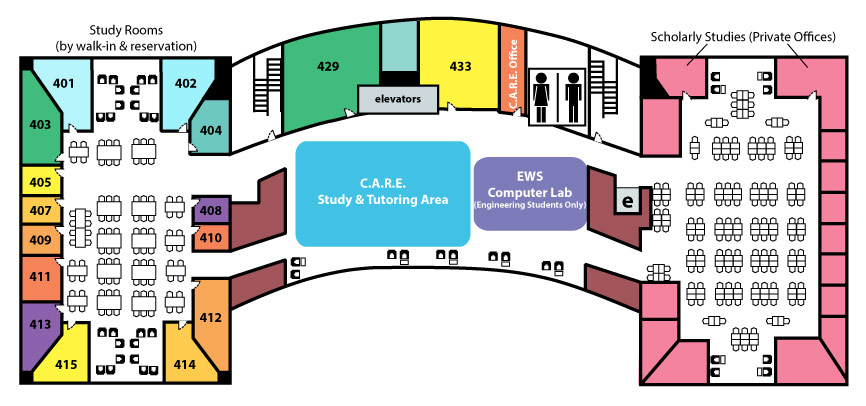 Study Rooms
(by walk-in & reservation)
Scholarly Studies (Private Offices)
401
402
403
404
405
407
408
409
410
411
412
413
414
415
429
433
C.A.R.E. Office
elevators
C.A.R.E.
Study & Tutoring Area
EWS
Computer Lab
(Engineering Students Only)
e